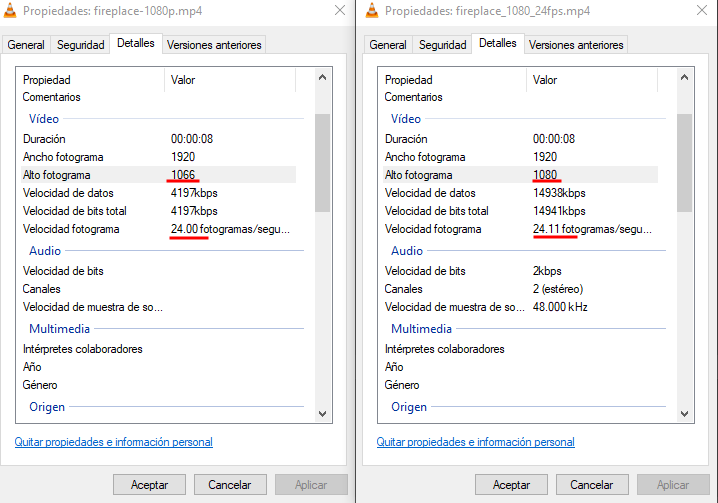 Propiedades: fireplace-1080p.mp4
General Seguridad Detalles Versiones anteriores
Propiedad Valor
Comentarios
Vídeo
Duración 00:00:08
Ancho fotograma 1920
Alto fotograma 1066
Velocidad de datos 4197kbps
Velocidad de bits total 4197kbps
Velocidad fotograma 24.00 fotogramas/segu...
Audio
Velocidad de bits
Canales
Velocidad de muestra de so...
Multimedia
Intérpretes colaboradores
Año
Género
Origen
Quitar propiedades e información personal
Aceptar Cancelar Aplicar
Propiedades: fireplace_1080_24fps.mp4
General Seguridad Detalles Versiones anteriores
Propiedad Valor
Comentarios
Vídeo
Duración 00:00:08
Ancho fotograma 1920
Alto fotograma 1080
Velocidad de datos 14938kbps
Velocidad de bits total 14941kbps
Velocidad fotograma 24.11 fotogramas/segu...
Audio
Velocidad de bits 2kbps
Canales 2 (estéreo)
Velocidad de muestra de so... 48.000 kHz
Multimedia
Intérpretes colaboradores
Año
Género
Origen
Quitar propiedades e información personal
Aceptar Cancelar Aplicar